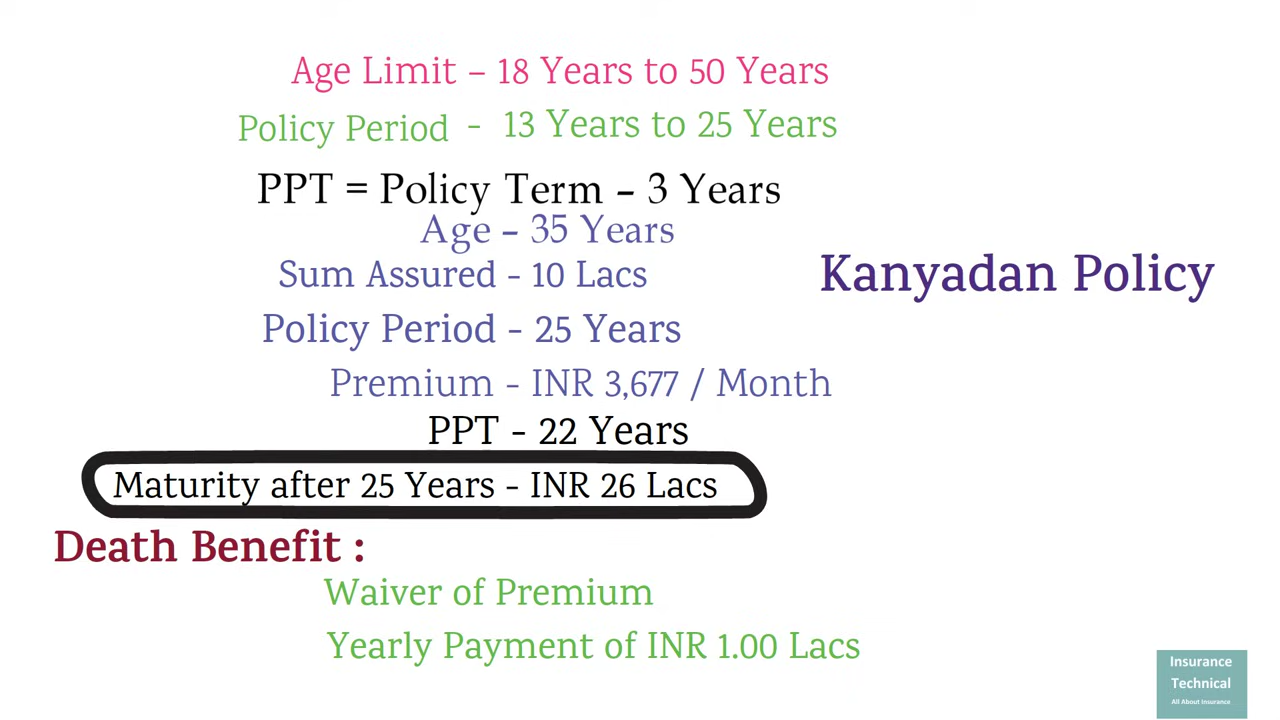 Age Limit – 18 Years to 50 Years
Policy Period - 13 Years to 25 Years
PPT = Policy Term – 3 Years
Age – 35 Years
Sum Assured - 10 Lacs
Kanyadan Policy
Policy Period - 25 Years
Premium - INR 3,677 / Month
PPT - 22 Years
Maturity after 25 Years - INR 26 Lacs
Death Benefit :
Waiver of Premium
Yearly Payment of INR 1.00 Lacs
Insurance
Technical
All About Insurance